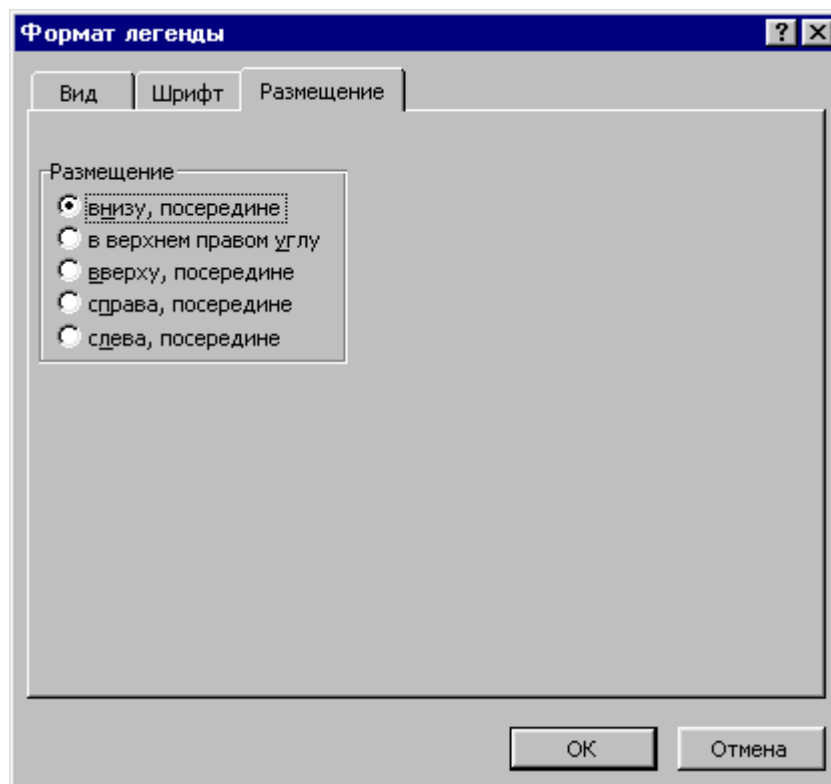 Формат легенды
Вид Шрифт Размещение
Размещение
внизу, посередине
в верхнем правом углу
вверху, посередине
справа, посередине
слева, посередине
ОК Отмена